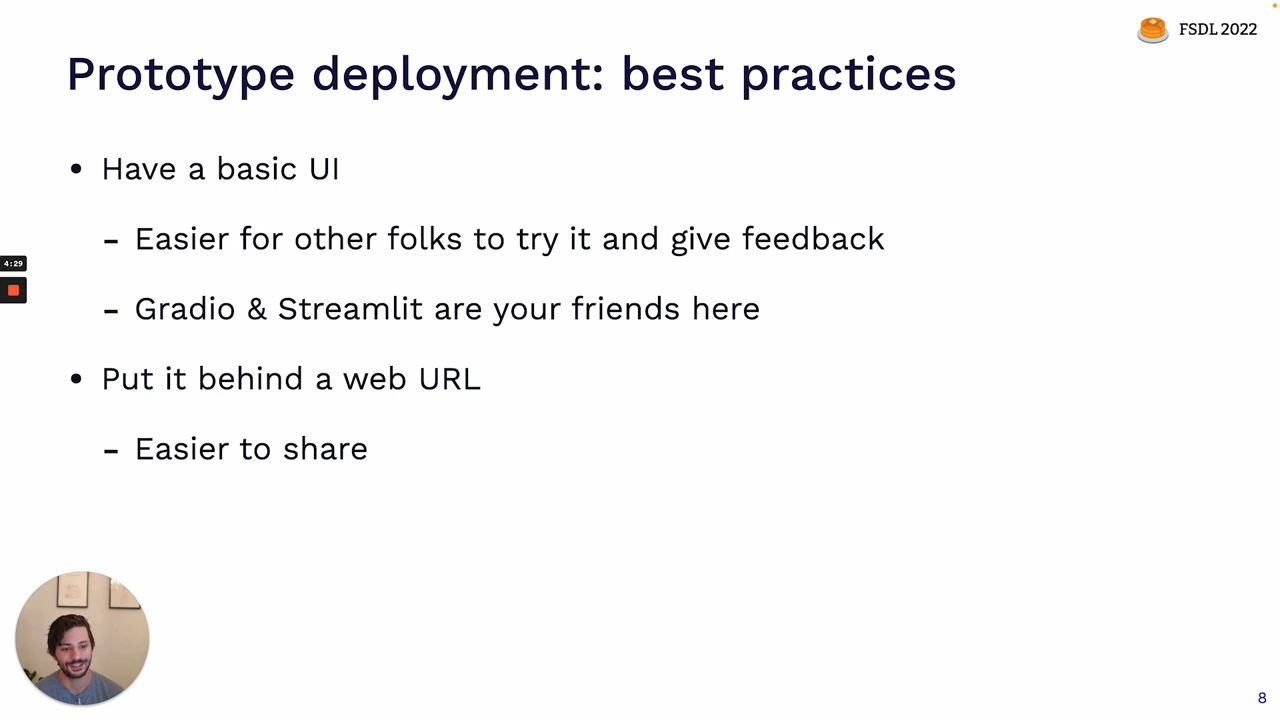 FSDL 2022
Prototype deployment: best practices
• Have a basic UI
– Easier for other folks to try it and give feedback
– Gradio & Streamlit are your friends here
• Put it behind a web URL
– Easier to share
4:29
8